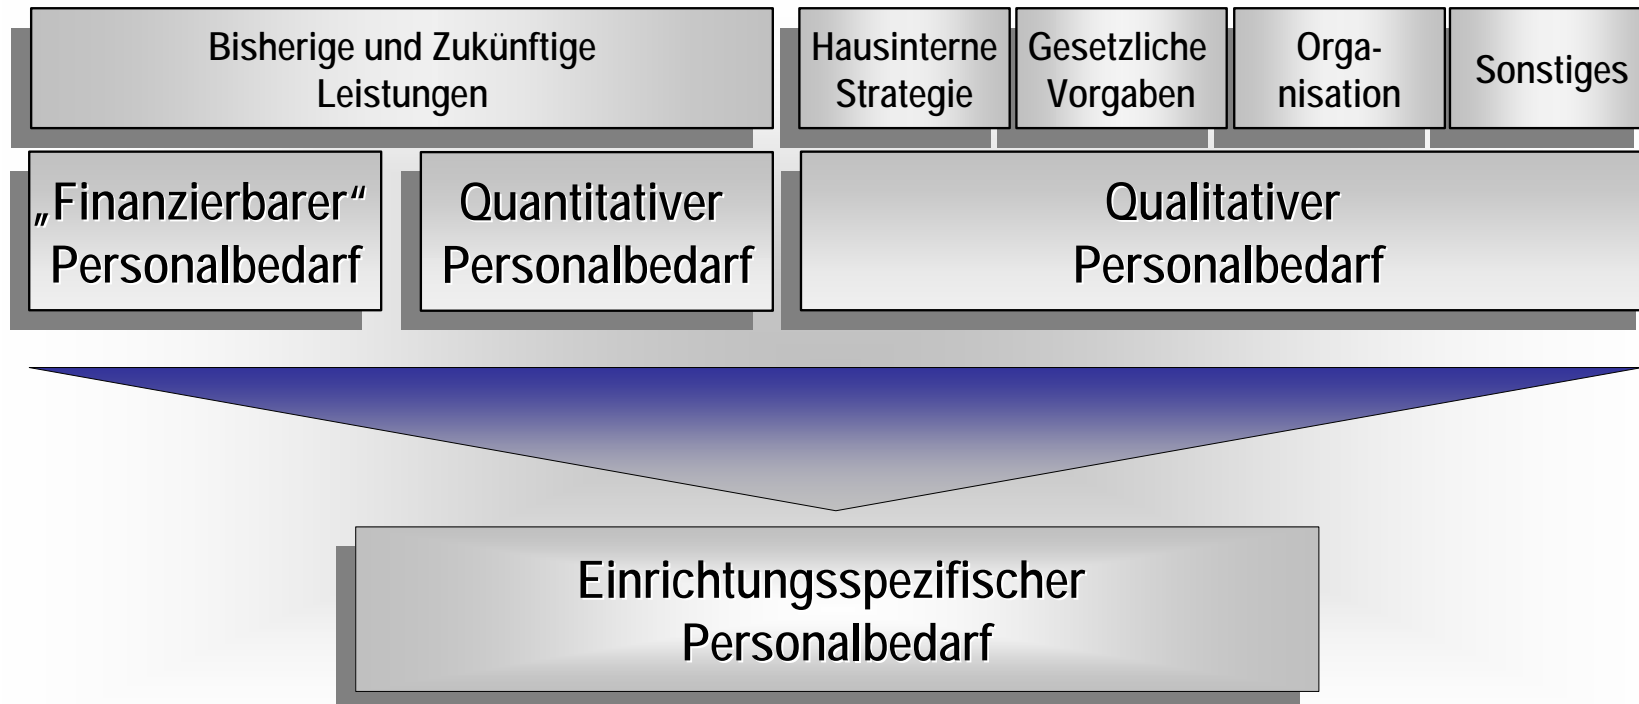 Bisherige und Zukünftige
Leistungen
Hausinterne
Strategie
Gesetzliche
Vorgaben
Orga-
nisation
Sonstiges
„Finanzierbarer“
Personalbedarf
Quantitativer
Personalbedarf
Qualitativer
Personalbedarf
Einrichtungsspezifischer
Personalbedarf